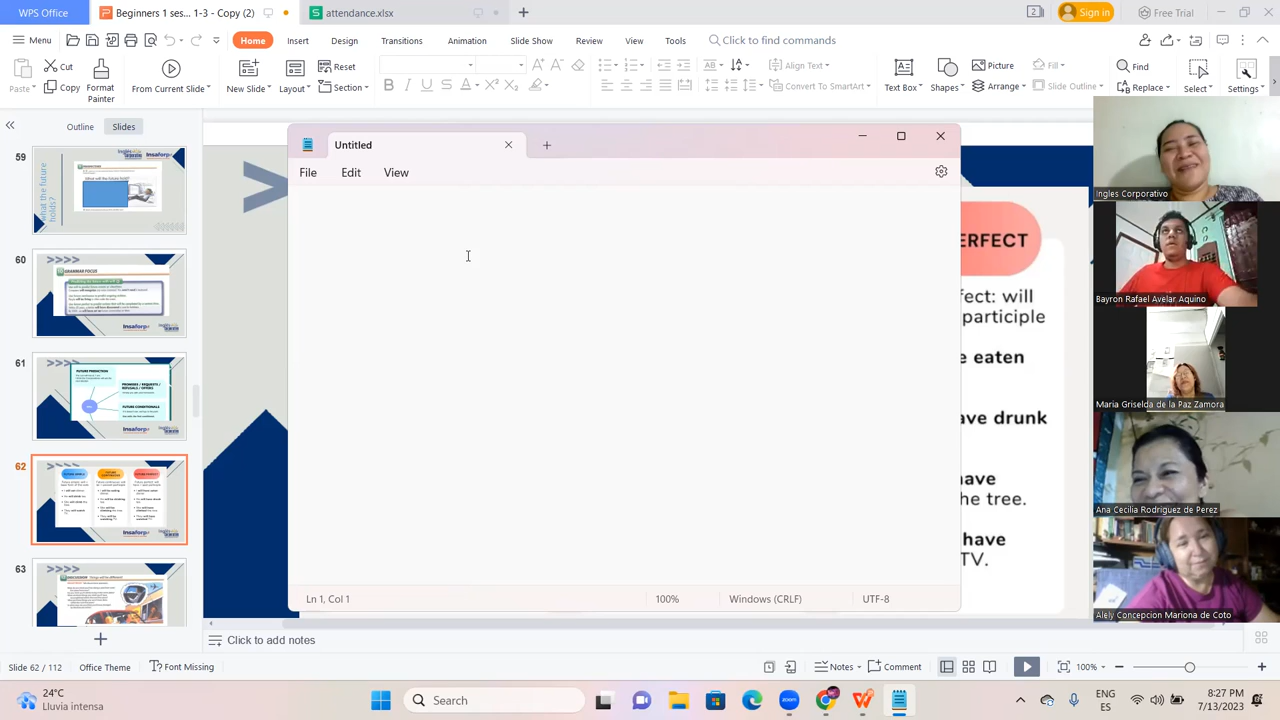 WPS Office
Beginners 1 ses... 1-3 - Copy (2)
attendance.xlsx
Sign in
Free Trial
Menu
Home
Insert
Design
Transitions
Animation
Slide Show
Review
View
Tools
Click to find commands
Cut
Copy
Format Painter
From Current Slide
New Slide
Layout
Reset
Section
Align Text
Convert To SmartArt
Text Box
Shapes
Picture
Fill
Arrange
Slide Outline
Find
Replace
Select
Settings
Outline
Slides
59
60
GRAMMAR FOCUS
61
FUTURE PREDICTION
62
63
Untitled
File
Edit
View
ERFECT
fect: will
participle
e eaten
ave drunk
have
he tree.
have
TV.
Ln 1, Col 1
100%
Windows (CRLF
UTF-8
Click to add notes
Slide 62 / 112
Office Theme
Font Missing
Notes
Comment
100%
Ingles Corporativo
Bayron Rafael Avelar Aquino
Maria Griselda de la Paz Zamora
Ana Cecilia Rodriguez de Perez
Alely Concepcion Mariona de Coto
24°C
Lluvia intensa
Search
ENG
ES
8:27 PM
7/13/2023